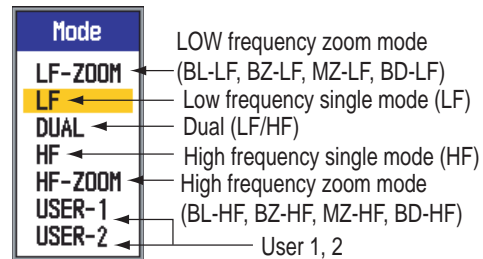 Mode
LF-ZOOM
LF
DUAL
HF
HF-ZOOM
USER-1
USER-2
LOW frequency zoom mode
(BL-LF, BZ-LF, MZ-LF, BD-LF)
Low frequency single mode (LF)
Dual (LF/HF)
High frequency single mode (HF)
High frequency zoom mode
(BL-HF, BZ-HF, MZ-HF, BD-HF)
User 1, 2